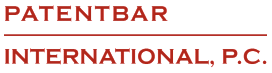 PATENTBAR
INTERNATIONAL, P.C.